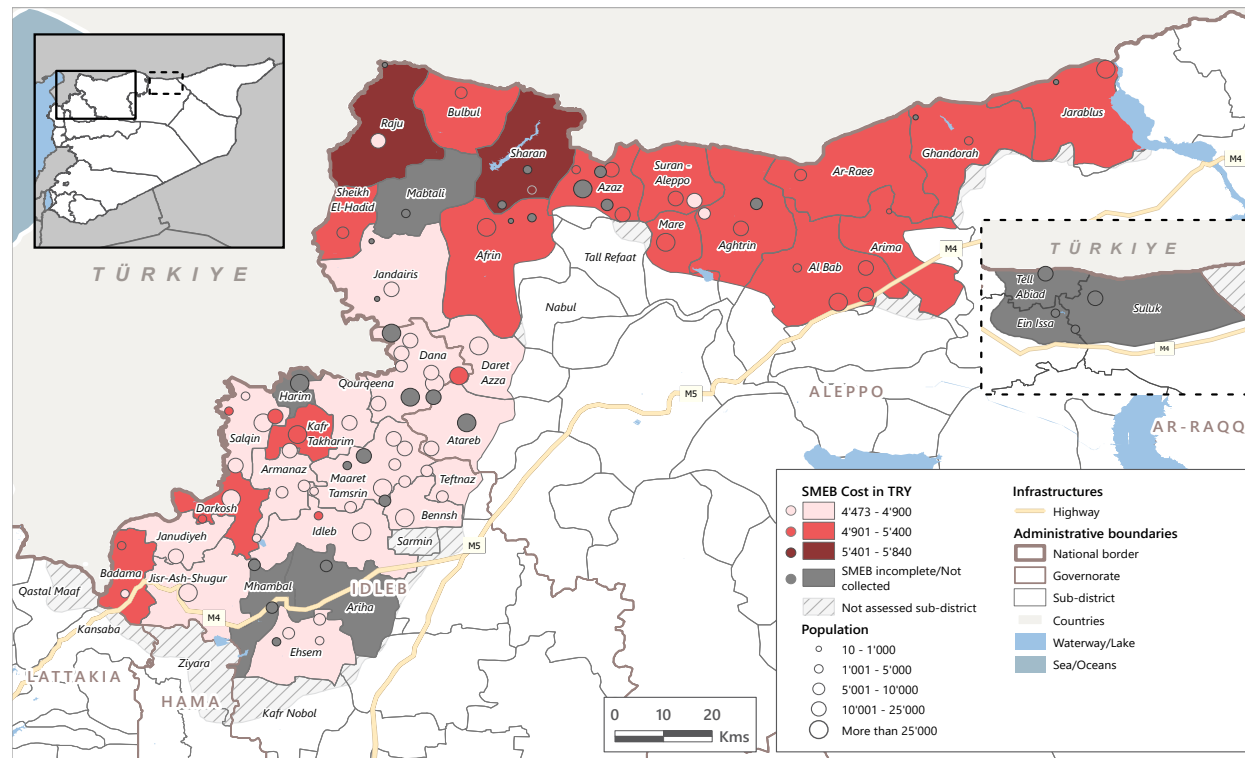 Raju
Bulbul
Sharan
Sheikh
El-Hadid
Mabtali
Afrin
Jandairis
Azaz
Suran -
Aleppo
Mare
Aghtrin
Ar-Raee
Ghandorah
Jarablus
Al Bab
Arima
Tall Refaat
Nabul
TÜRKIYE
M4
M4
TÜRKIYE
Tell
Abiad
Suluk
Ein Issa
M4
Dana
Daret
Azza
Qourqeena
Harim
Kafr
Takharim
Salqin
Armanaz
Atareb
Maaret
Tamsrin
Teftnaz
Bennsh
Idleb
Sarmin
Darkosh
Janudiyeh
Badama
Jisr-Ash-Shugur
Mhambal
Ariha
IDLEB
Ehsem
Qastal Maaf
Kansaba
Ziyara
Kafr Nobol
LATTAKIA
HAMA
M4
M5
M5
ALEPPO
AR-RAQQ
0 10 20
Kms
SMEB Cost in TRY
4'473 - 4'900
4'901 - 5'400
5'401 - 5'840
SMEB incomplete/Not
collected
Not assessed sub-district
Population
10 - 1'000
1'001 - 5'000
5'001 - 10'000
10'001 - 25'000
More than 25'000
Infrastructures
Highway
Administrative boundaries
National border
Governorate
Sub-district
Countries
Waterway/Lake
Sea/Oceans